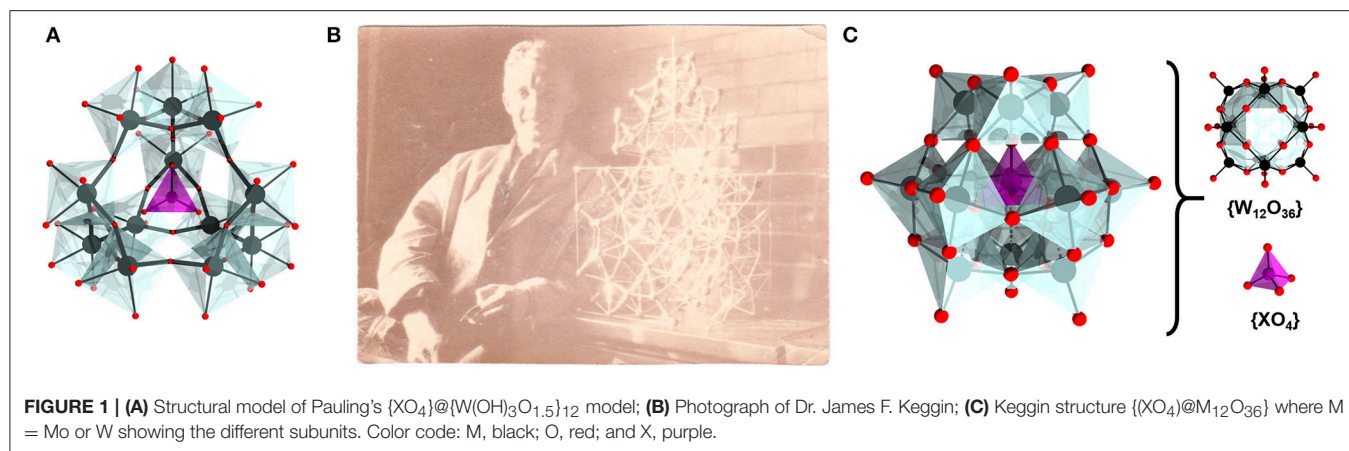 A
B
C
{W₁₂O₃₆}
{XO₄}
FIGURE 1 | (A) Structural model of Pauling's {XO₄}@{W(OH)₃O₁.₅}₁₂ model; (B) Photograph of Dr. James F. Keggin; (C) Keggin structure {(XO₄)@M₁₂O₃₆} where M
= Mo or W showing the different subunits. Color code: M, black; O, red; and X, purple.